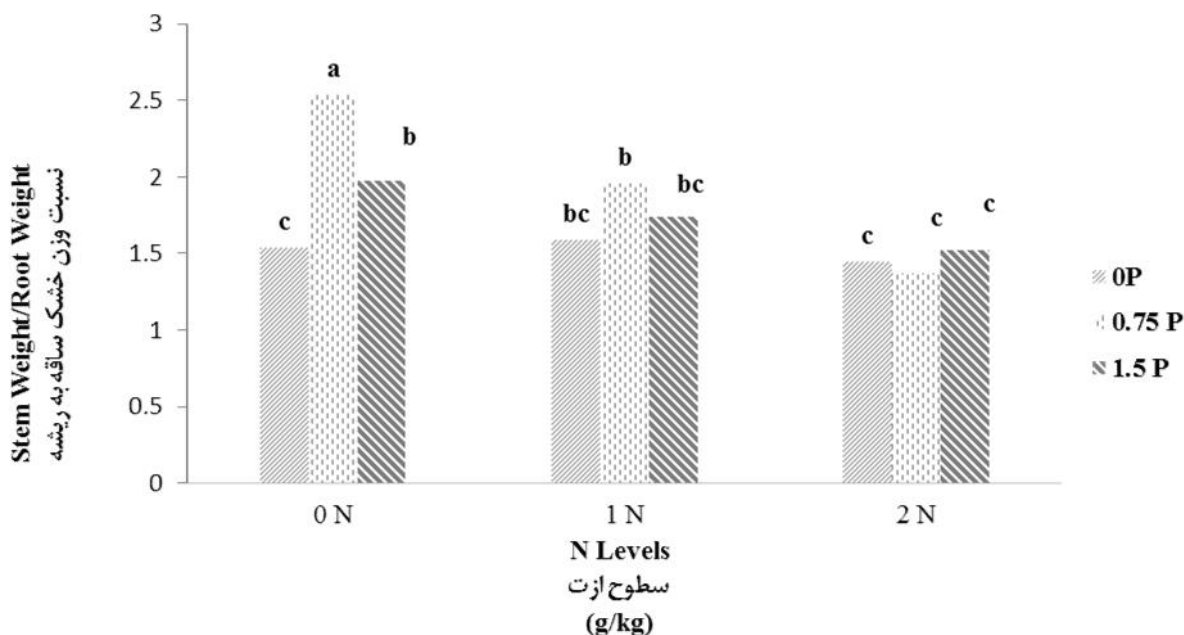 Stem Weight/Root Weight
نسبت وزن خشک ساقه به ریشه
3
2.5
2
1.5
1
0.5
0
c
a
b
bc
b
bc
c
c
c
0 N
1 N
2 N
N Levels
سطوح ازت
(g/kg)
0P
0.75 P
1.5 P